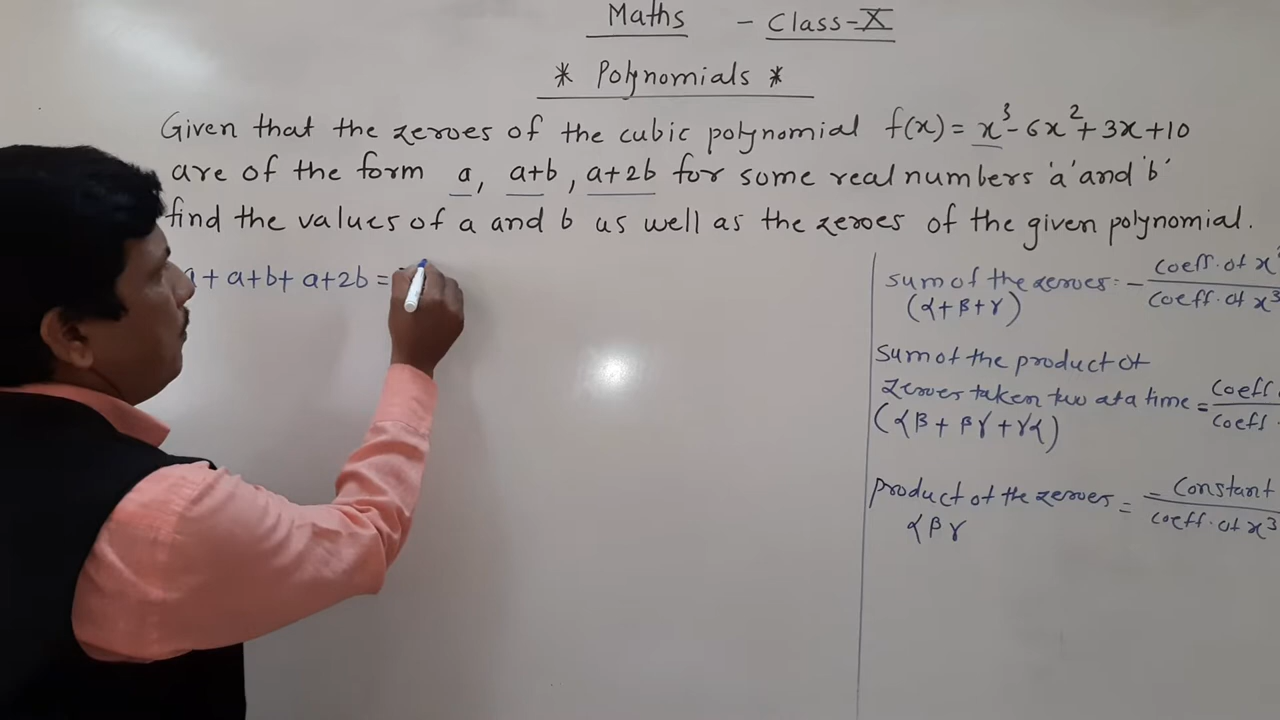 Maths - Class-X
* Polynomials *
Given that the zeroes of the cubic polynomial f(x) = x³ - 6x² + 3x + 10
are of the form a, a+b, a+2b for some real numbers 'a' and 'b'
find the values of a and b as well as the zeroes of the given polynomial.
a + a+b + a+2b =
sum of the zeroes = - coeff. of x / coeff. of x³
(α+β+γ)
sum of the product of
zeroes taken two at a time = coeff. / coeff.
(αβ + βγ + γα)
product of the zeroes = - constant / coeff. of x³
αβγ